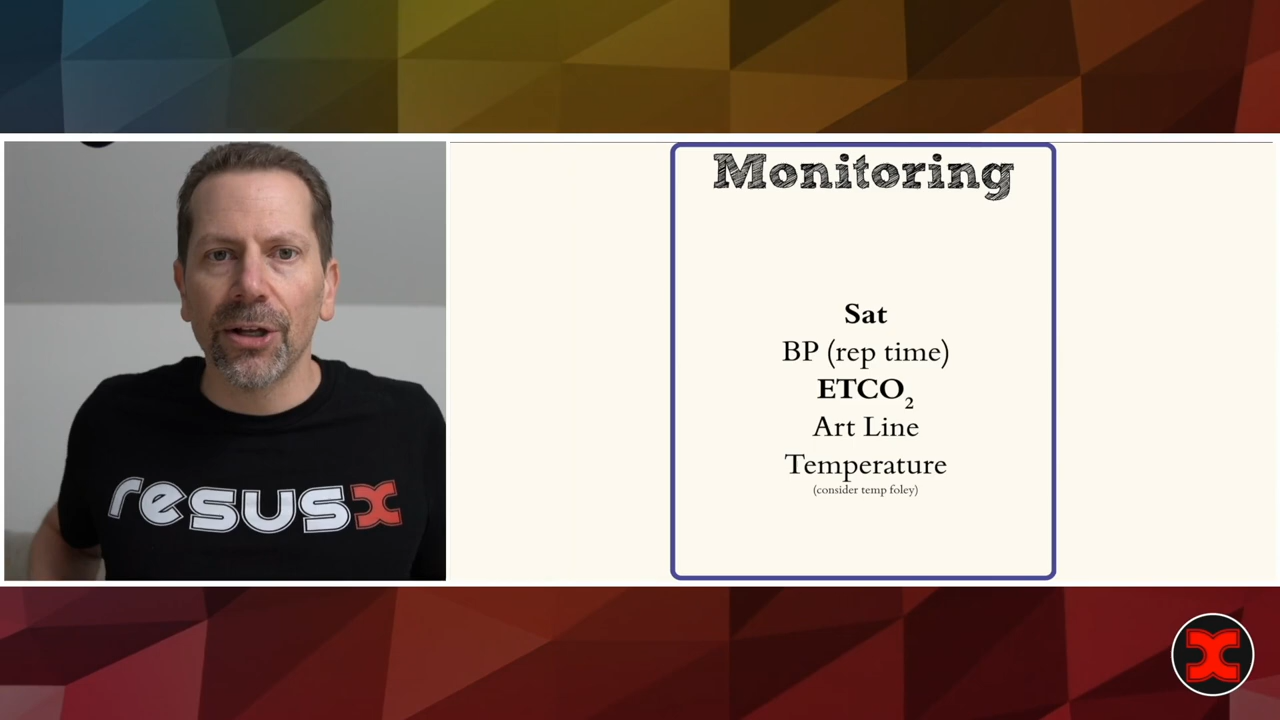 Monitoring
Sat
BP (rep time)
ETCO₂
Art Line
Temperature
(consider temp foley)
resusx